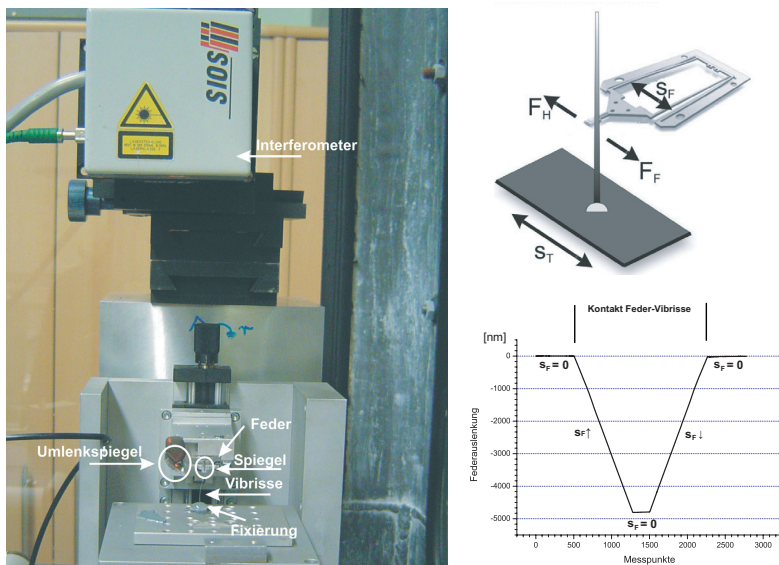 SIOS
Interferometer
Feder
Umlenkspiegel
Spiegel
Vibrisse
Fixierung
S_F
F_H
F_F
S_T
Kontakt Feder-Vibrisse
[nm]
0
-1000
-2000
-3000
-4000
-5000
Federauslenkung
s_F = 0
s_F = 0
s_F↑
s_F↓
s_F = 0
0 500 1000 1500 2000 2500 3000
Messpunkte